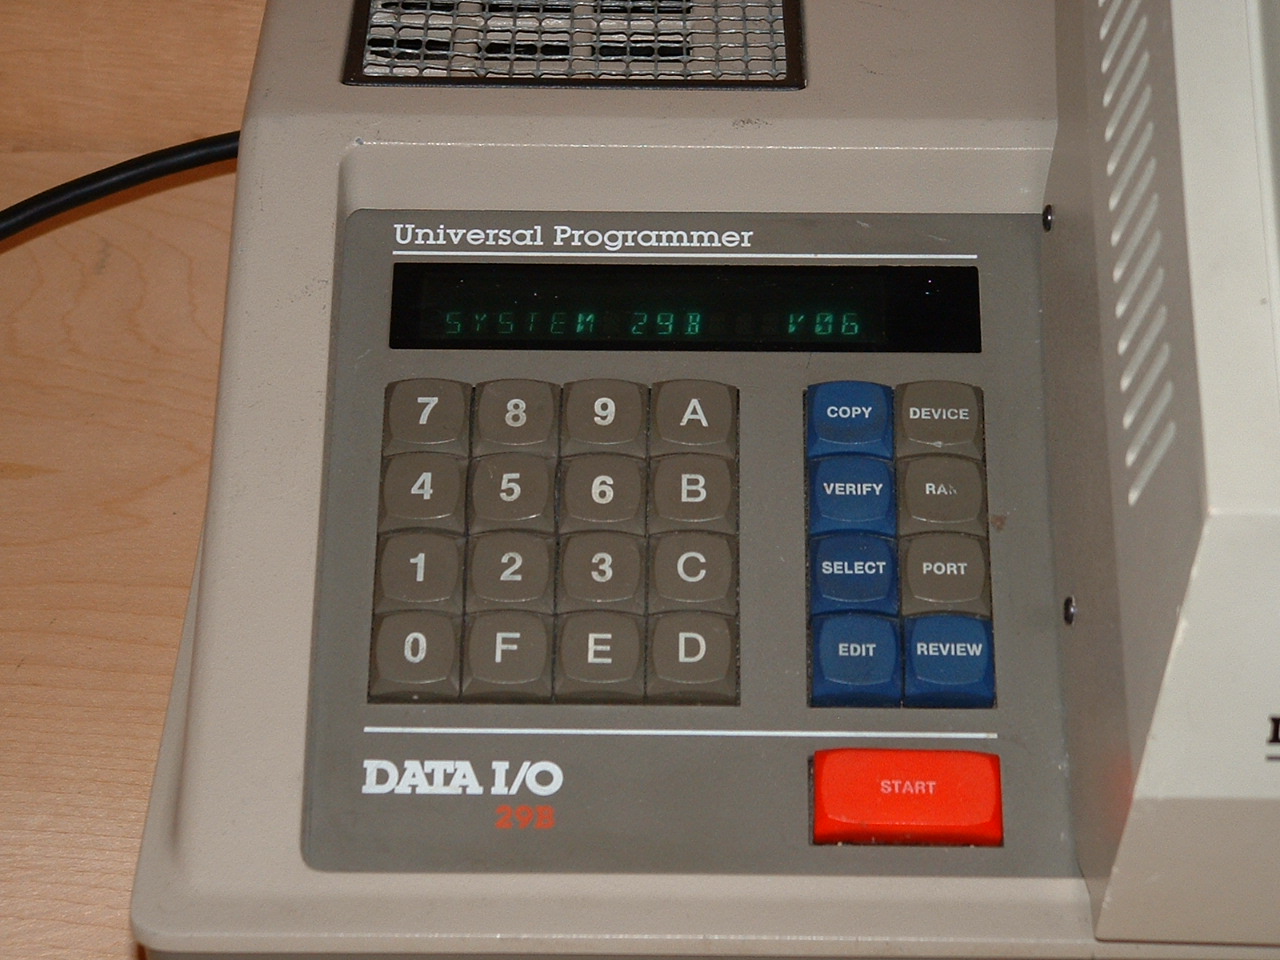 Universal Programmer
SYSTEM 29B V06
7 8 9 A COPY DEVICE
4 5 6 B VERIFY RAM
1 2 3 C SELECT PORT
0 F E D EDIT REVIEW
DATA I/O
29B
START